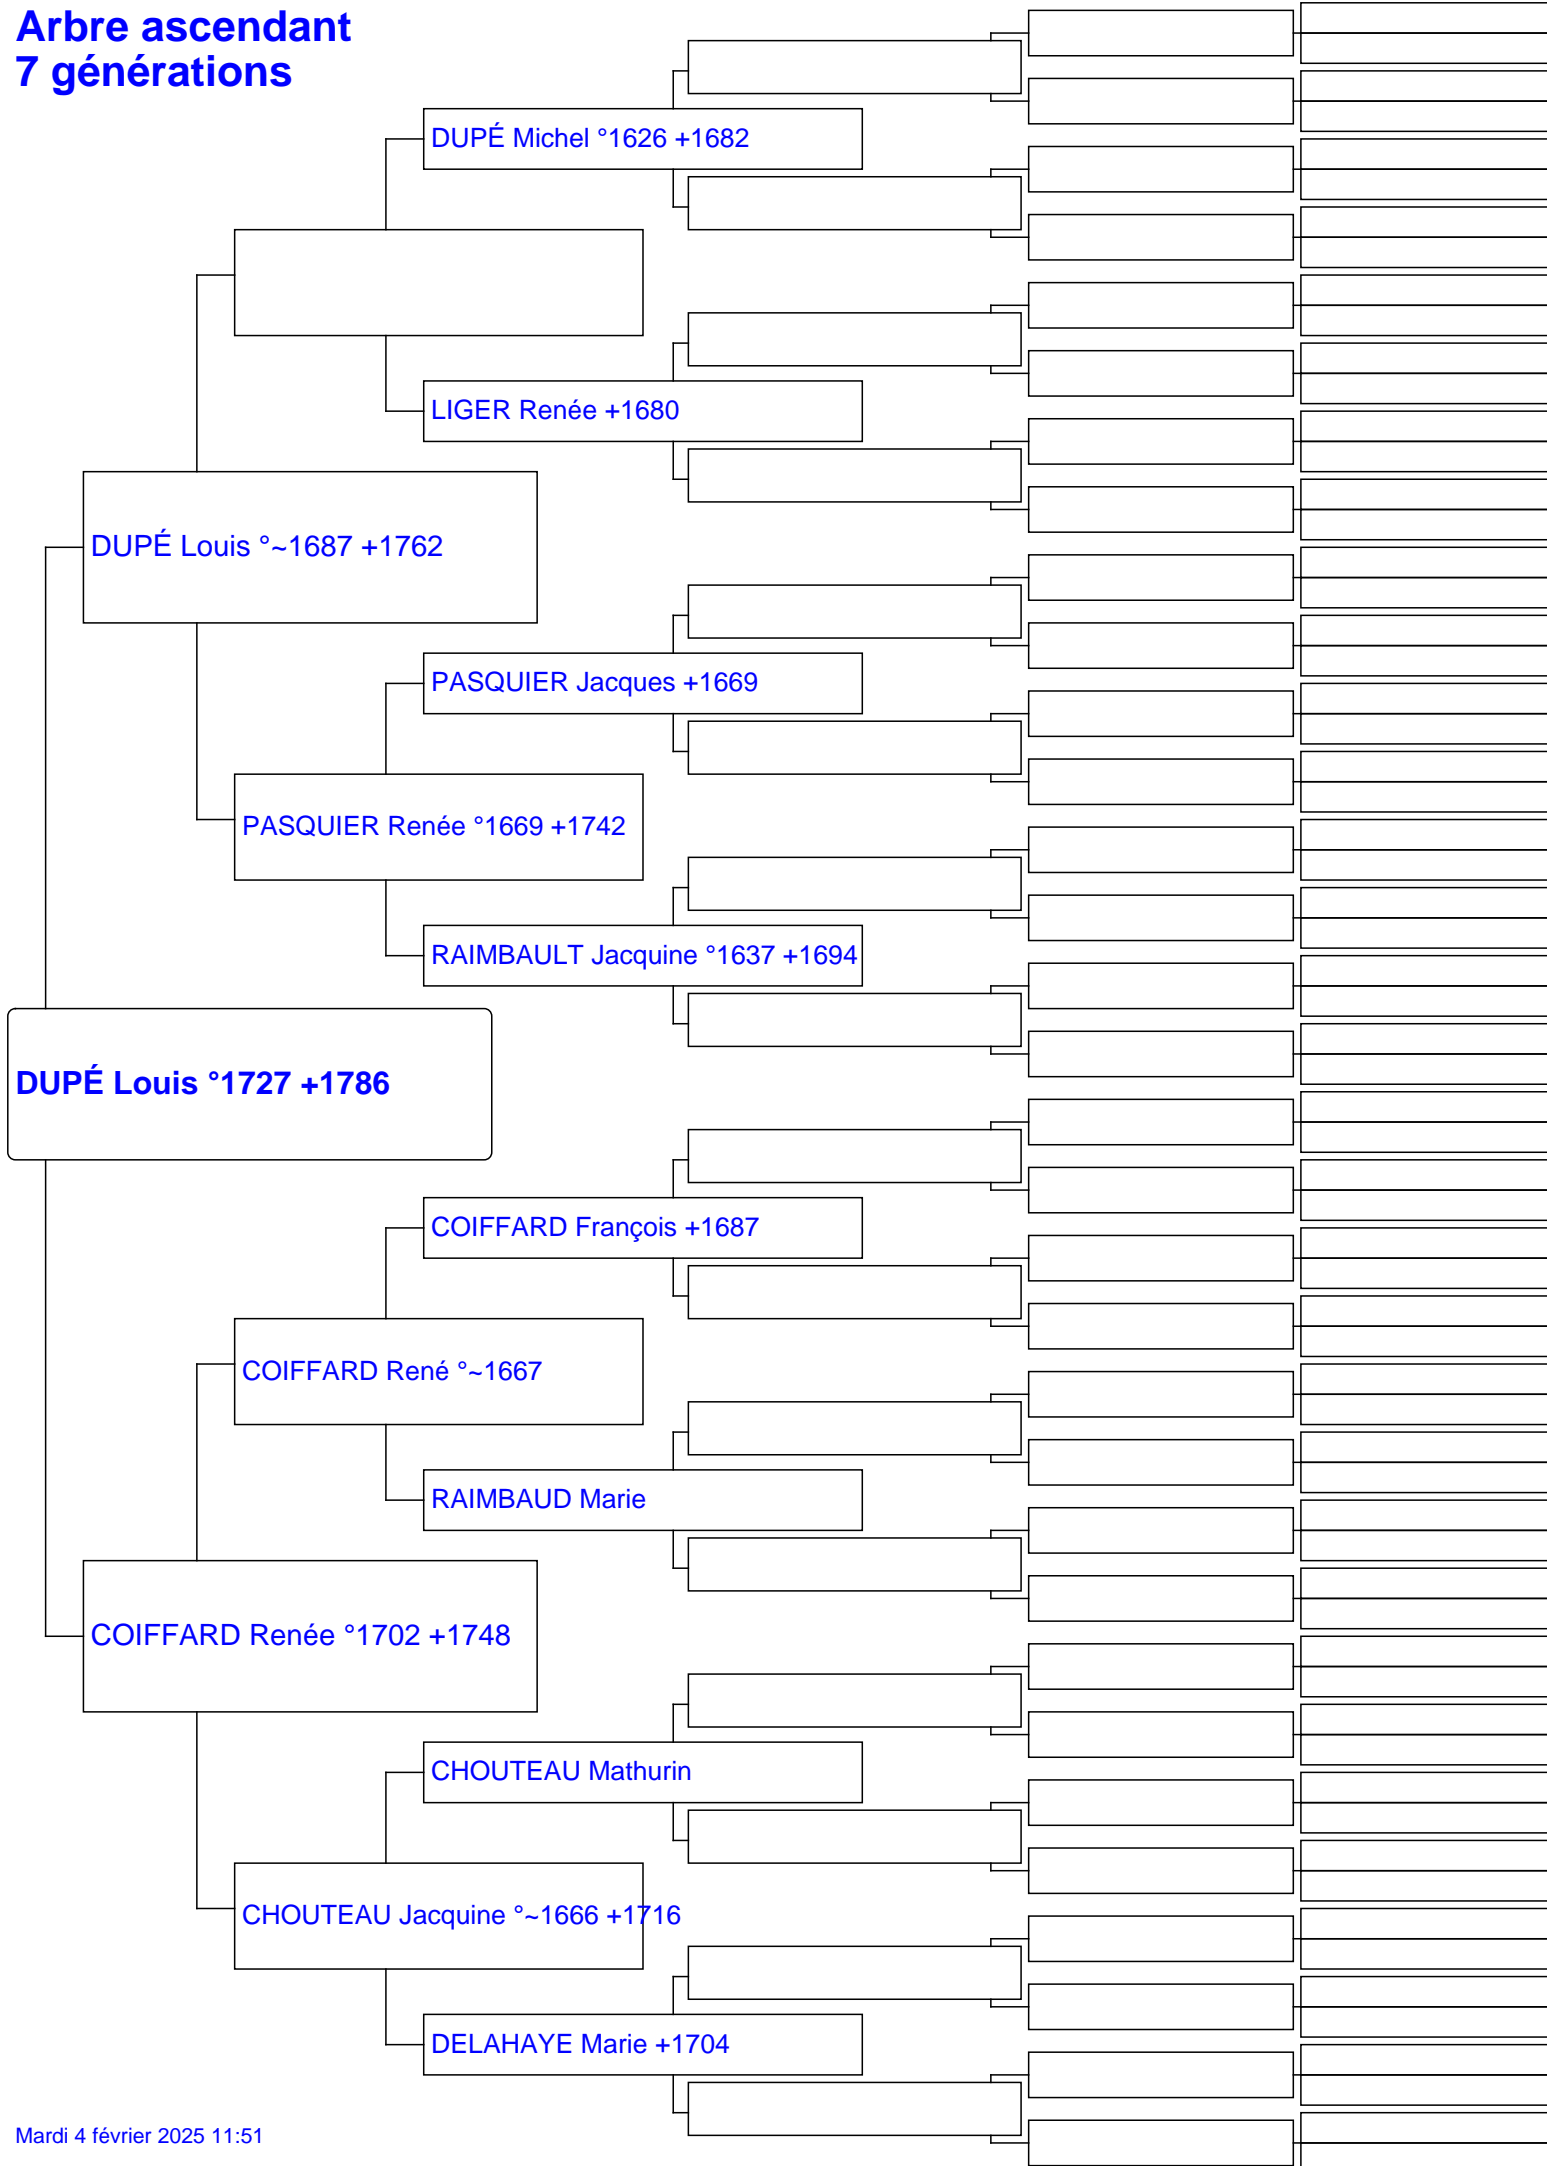 Arbre ascendant
7 générations
DUPÉ Michel °1626 +1682
LIGER Renée +1680
DUPÉ Louis °~1687 +1762
PASQUIER Jacques +1669
PASQUIER Renée °1669 +1742
RAIMBAULT Jacquine °1637 +1694
DUPÉ Louis °1727 +1786
COIFFARD François +1687
COIFFARD René °~1667
RAIMBAUD Marie
COIFFARD Renée °1702 +1748
CHOUTEAU Mathurin
CHOUTEAU Jacquine °~1666 +1716
DELAHAYE Marie +1704
Mardi 4 février 2025 11:51